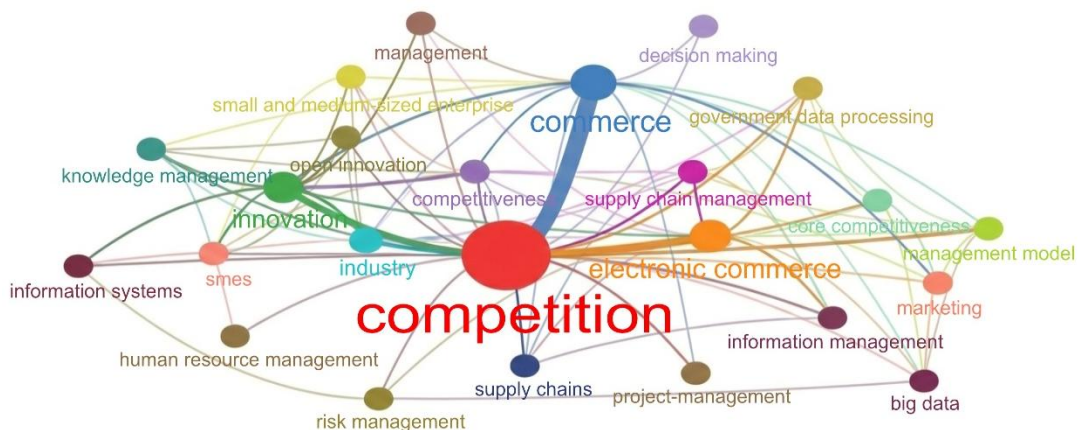 management
decision making
small and medium-sized enterprise
government data processing
commerce
open innovation
knowledge management
competitiveness
supply chain management
innovation
core competitiveness
management model
industry
electronic commerce
smes
information systems
marketing
competition
information management
human resource management
supply chains
project-management
big data
risk management